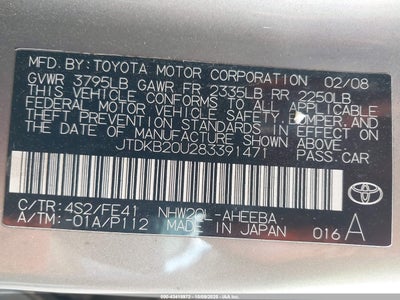 MFD.BY:TOYOTA MOTOR CORPORATION 02/08
GVWR 3795LB GAWR FR 2335LB RR 2250LB
THIS VEHICLE CONFORMS TO ALL APPLICABLE
FEDERAL MOTOR VEHICLE SAFETY, BUMPER, AND
THEFT PREVENTION STANDARDS IN EFFECT ON
THE DATE OF MANUFACTURE SHOWN ABOVE.
JTDKB20U283391471 PASS.CAR
C/TR:4S2/FE41 NHW20L-AHEEBA
A/TM:-01A/P112 MADE IN JAPAN 016 A
TOYOTA